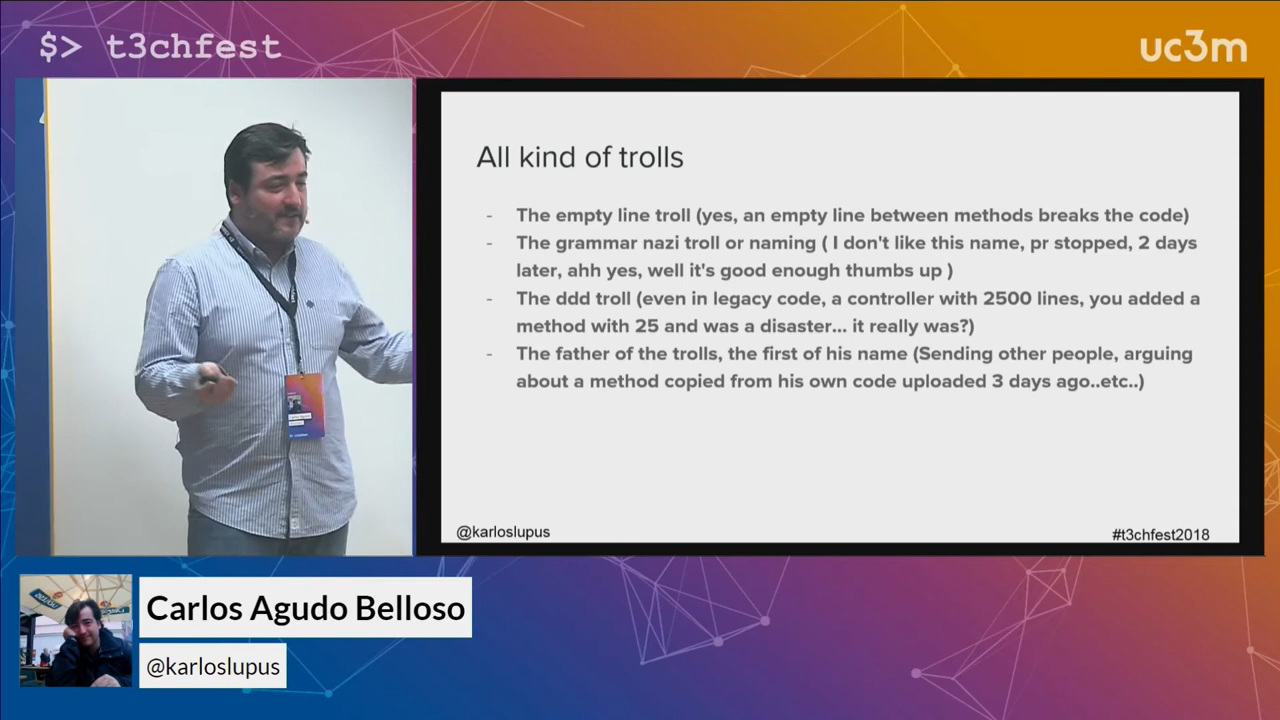 $> t3chfest
uc3m
All kind of trolls
- The empty line troll (yes, an empty line between methods breaks the code)
- The grammar nazi troll or naming ( I don't like this name, pr stopped, 2 days
later, ahh yes, well it's good enough thumbs up )
- The ddd troll (even in legacy code, a controller with 2500 lines, you added a
method with 25 and was a disaster... it really was?)
- The father of the trolls, the first of his name (Sending other people, arguing
about a method copied from his own code uploaded 3 days ago..etc..)
@karloslupus
#t3chfest2018
Carlos Agudo Belloso
@karloslupus